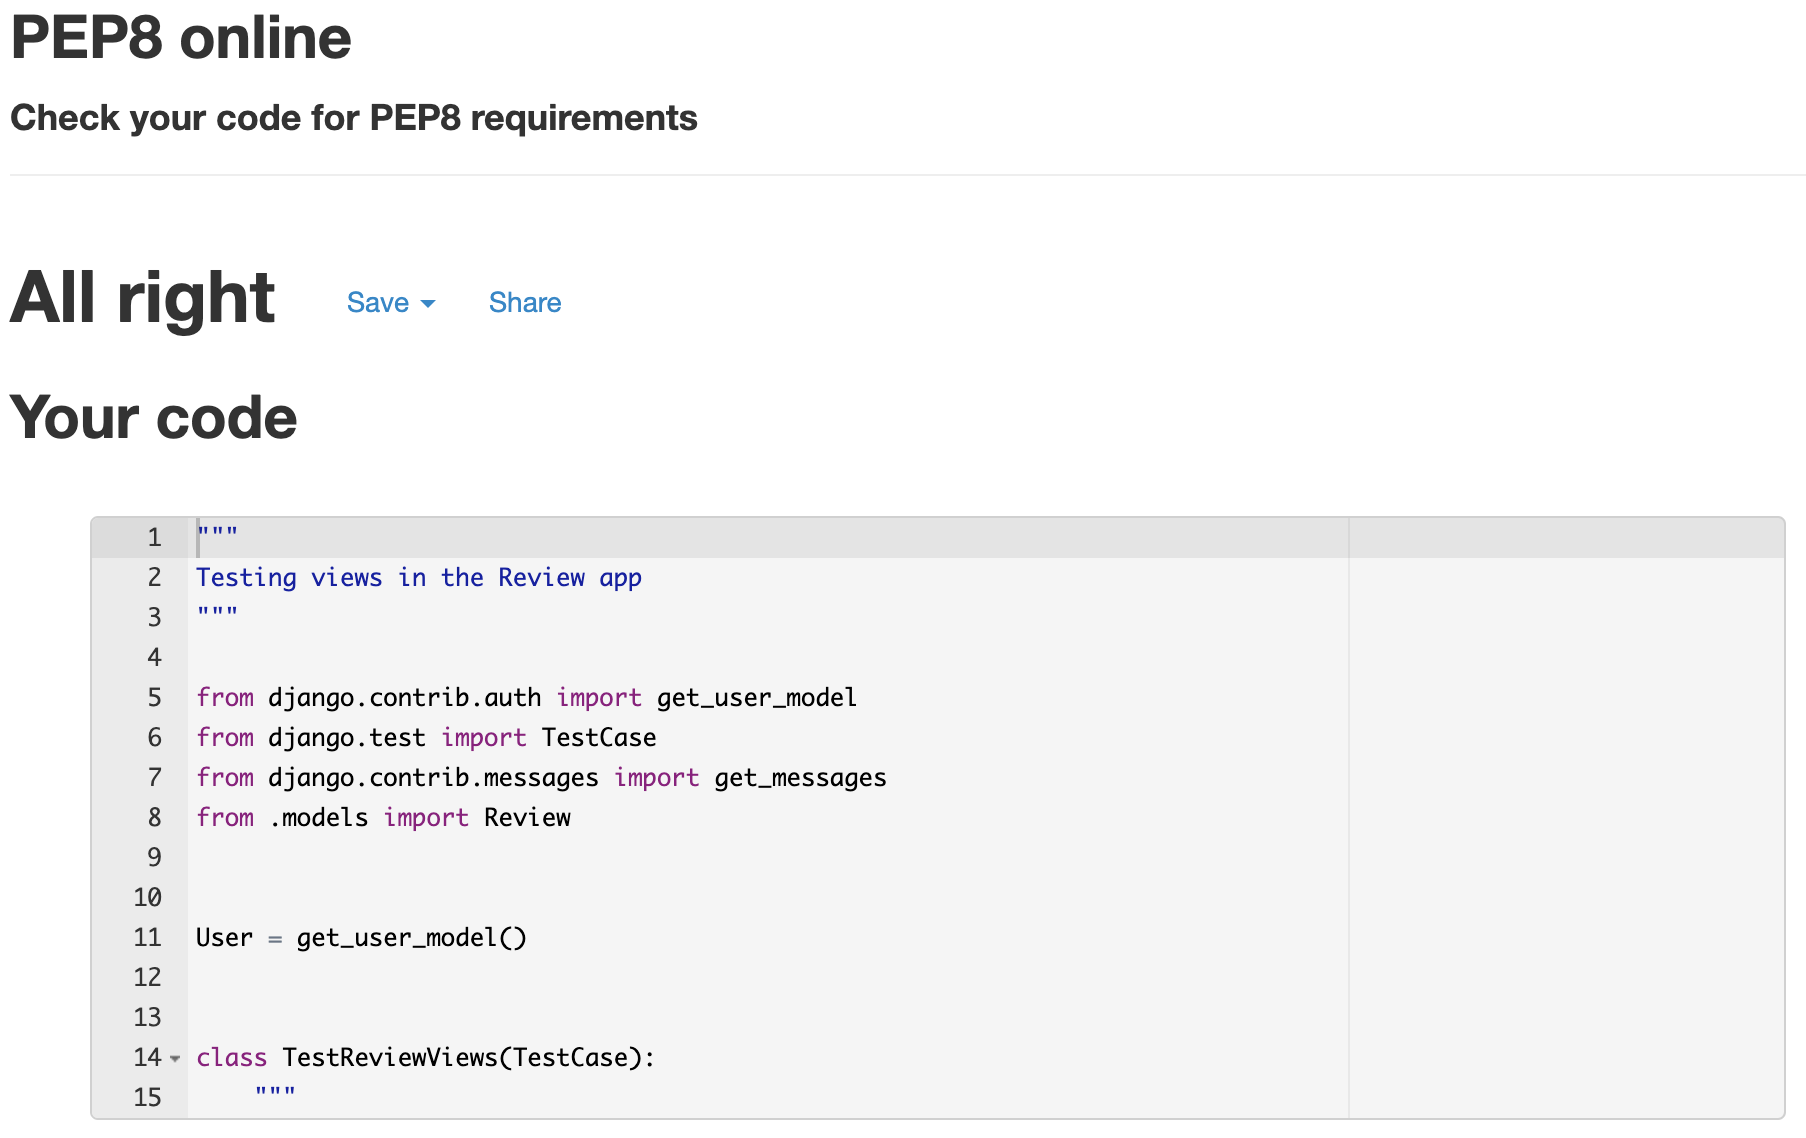 PEP8 online
Check your code for PEP8 requirements
All right Save Share
Your code
1 """
2 Testing views in the Review app
3 """
4
5 from django.contrib.auth import get_user_model
6 from django.test import TestCase
7 from django.contrib.messages import get_messages
8 from .models import Review
9
10
11 User = get_user_model()
12
13
14 class TestReviewViews(TestCase):
15     """